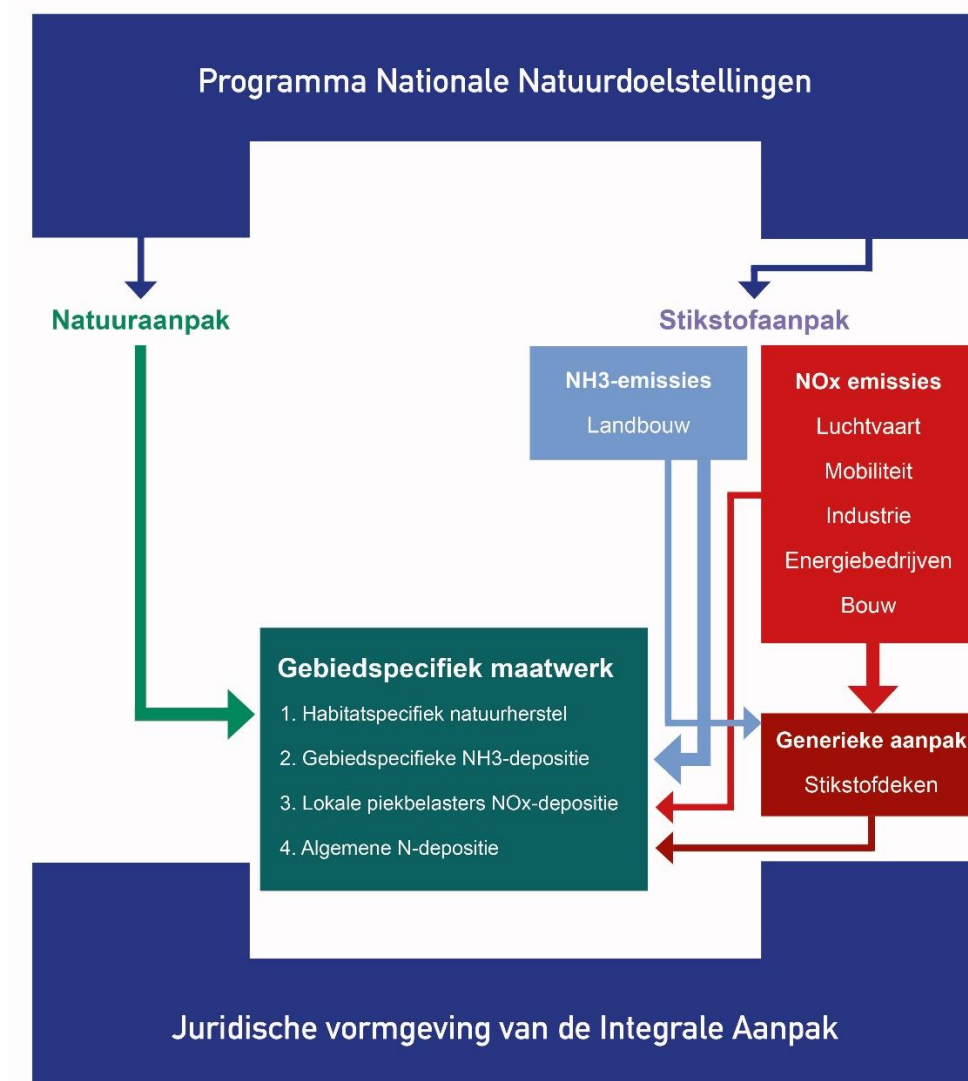 Programma Nationale Natuurdoelstellingen
Natuuraanpak
Stikstofaanpak
NH3-emissies
Landbouw
NOx emissies
Luchtvaart
Mobiliteit
Industrie
Energiebedrijven
Bouw
Gebiedspecifiek maatwerk
1. Habitatspecifiek natuurherstel
2. Gebiedspecifieke NH3-depositie
3. Lokale piekbelasters NOx-depositie
4. Algemene N-depositie
Generieke aanpak
Stikstofdeken
Juridische vormgeving van de Integrale Aanpak